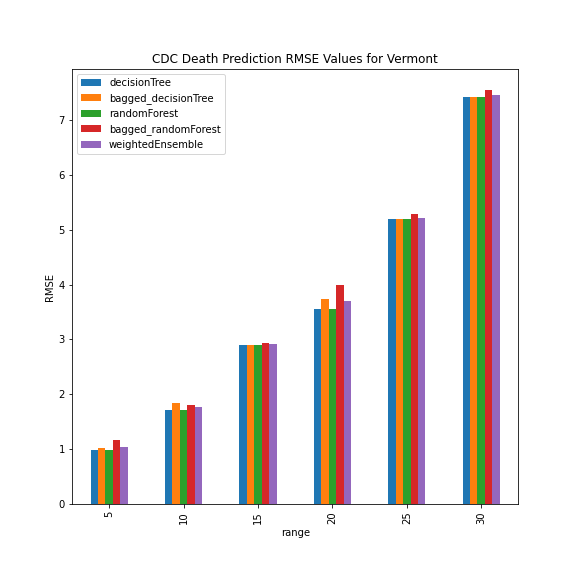 CDC Death Prediction RMSE Values for Vermont
decisionTree
bagged_decisionTree
randomForest
bagged_randomForest
weightedEnsemble
7
6
5
4
3
2
1
0
RMSE
5
10
15
20
25
30
range